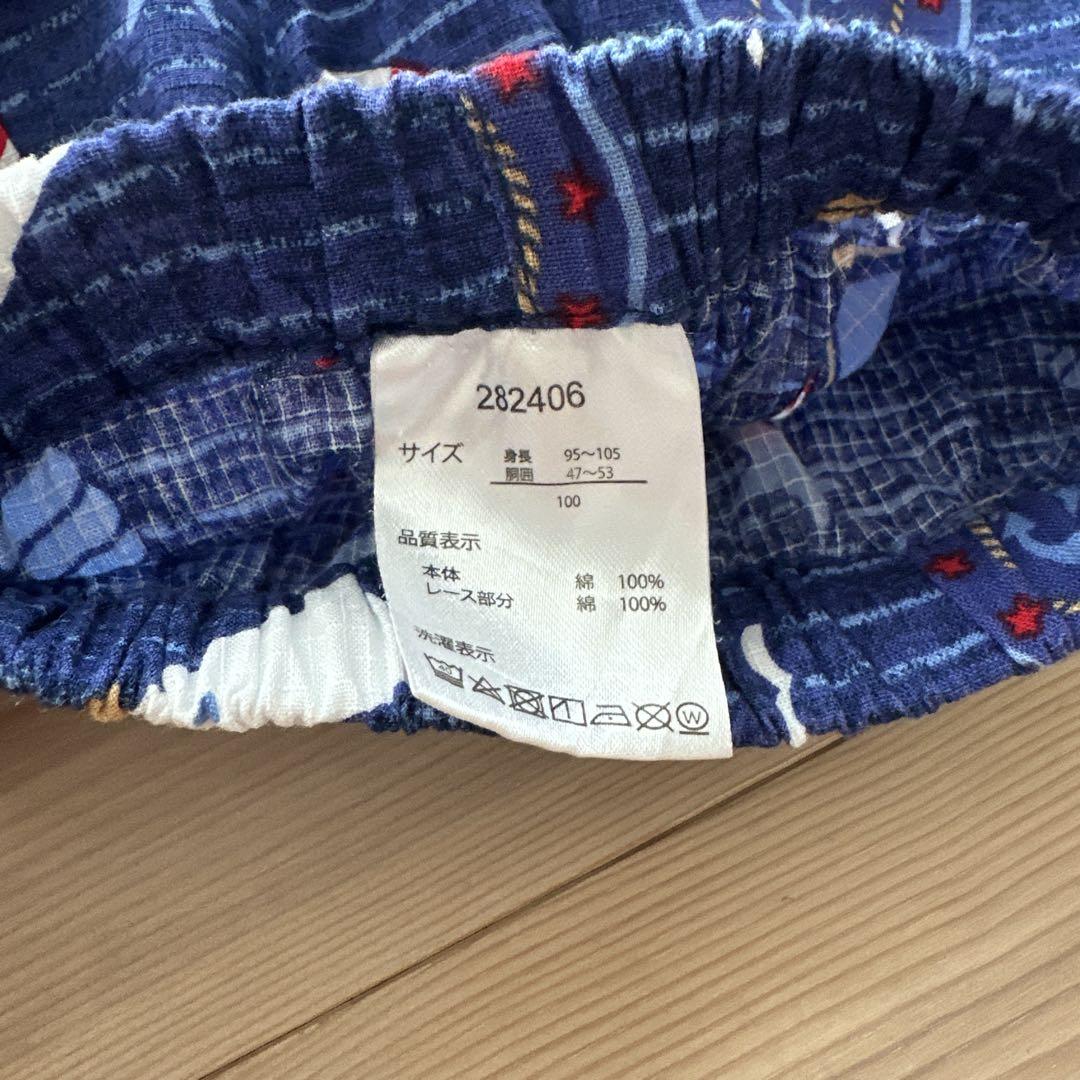 282406
サイズ 身長 95〜105
胴囲 47〜53
100
品質表示
本体 綿 100%
レース部分 綿 100%
洗濯表示
40
W